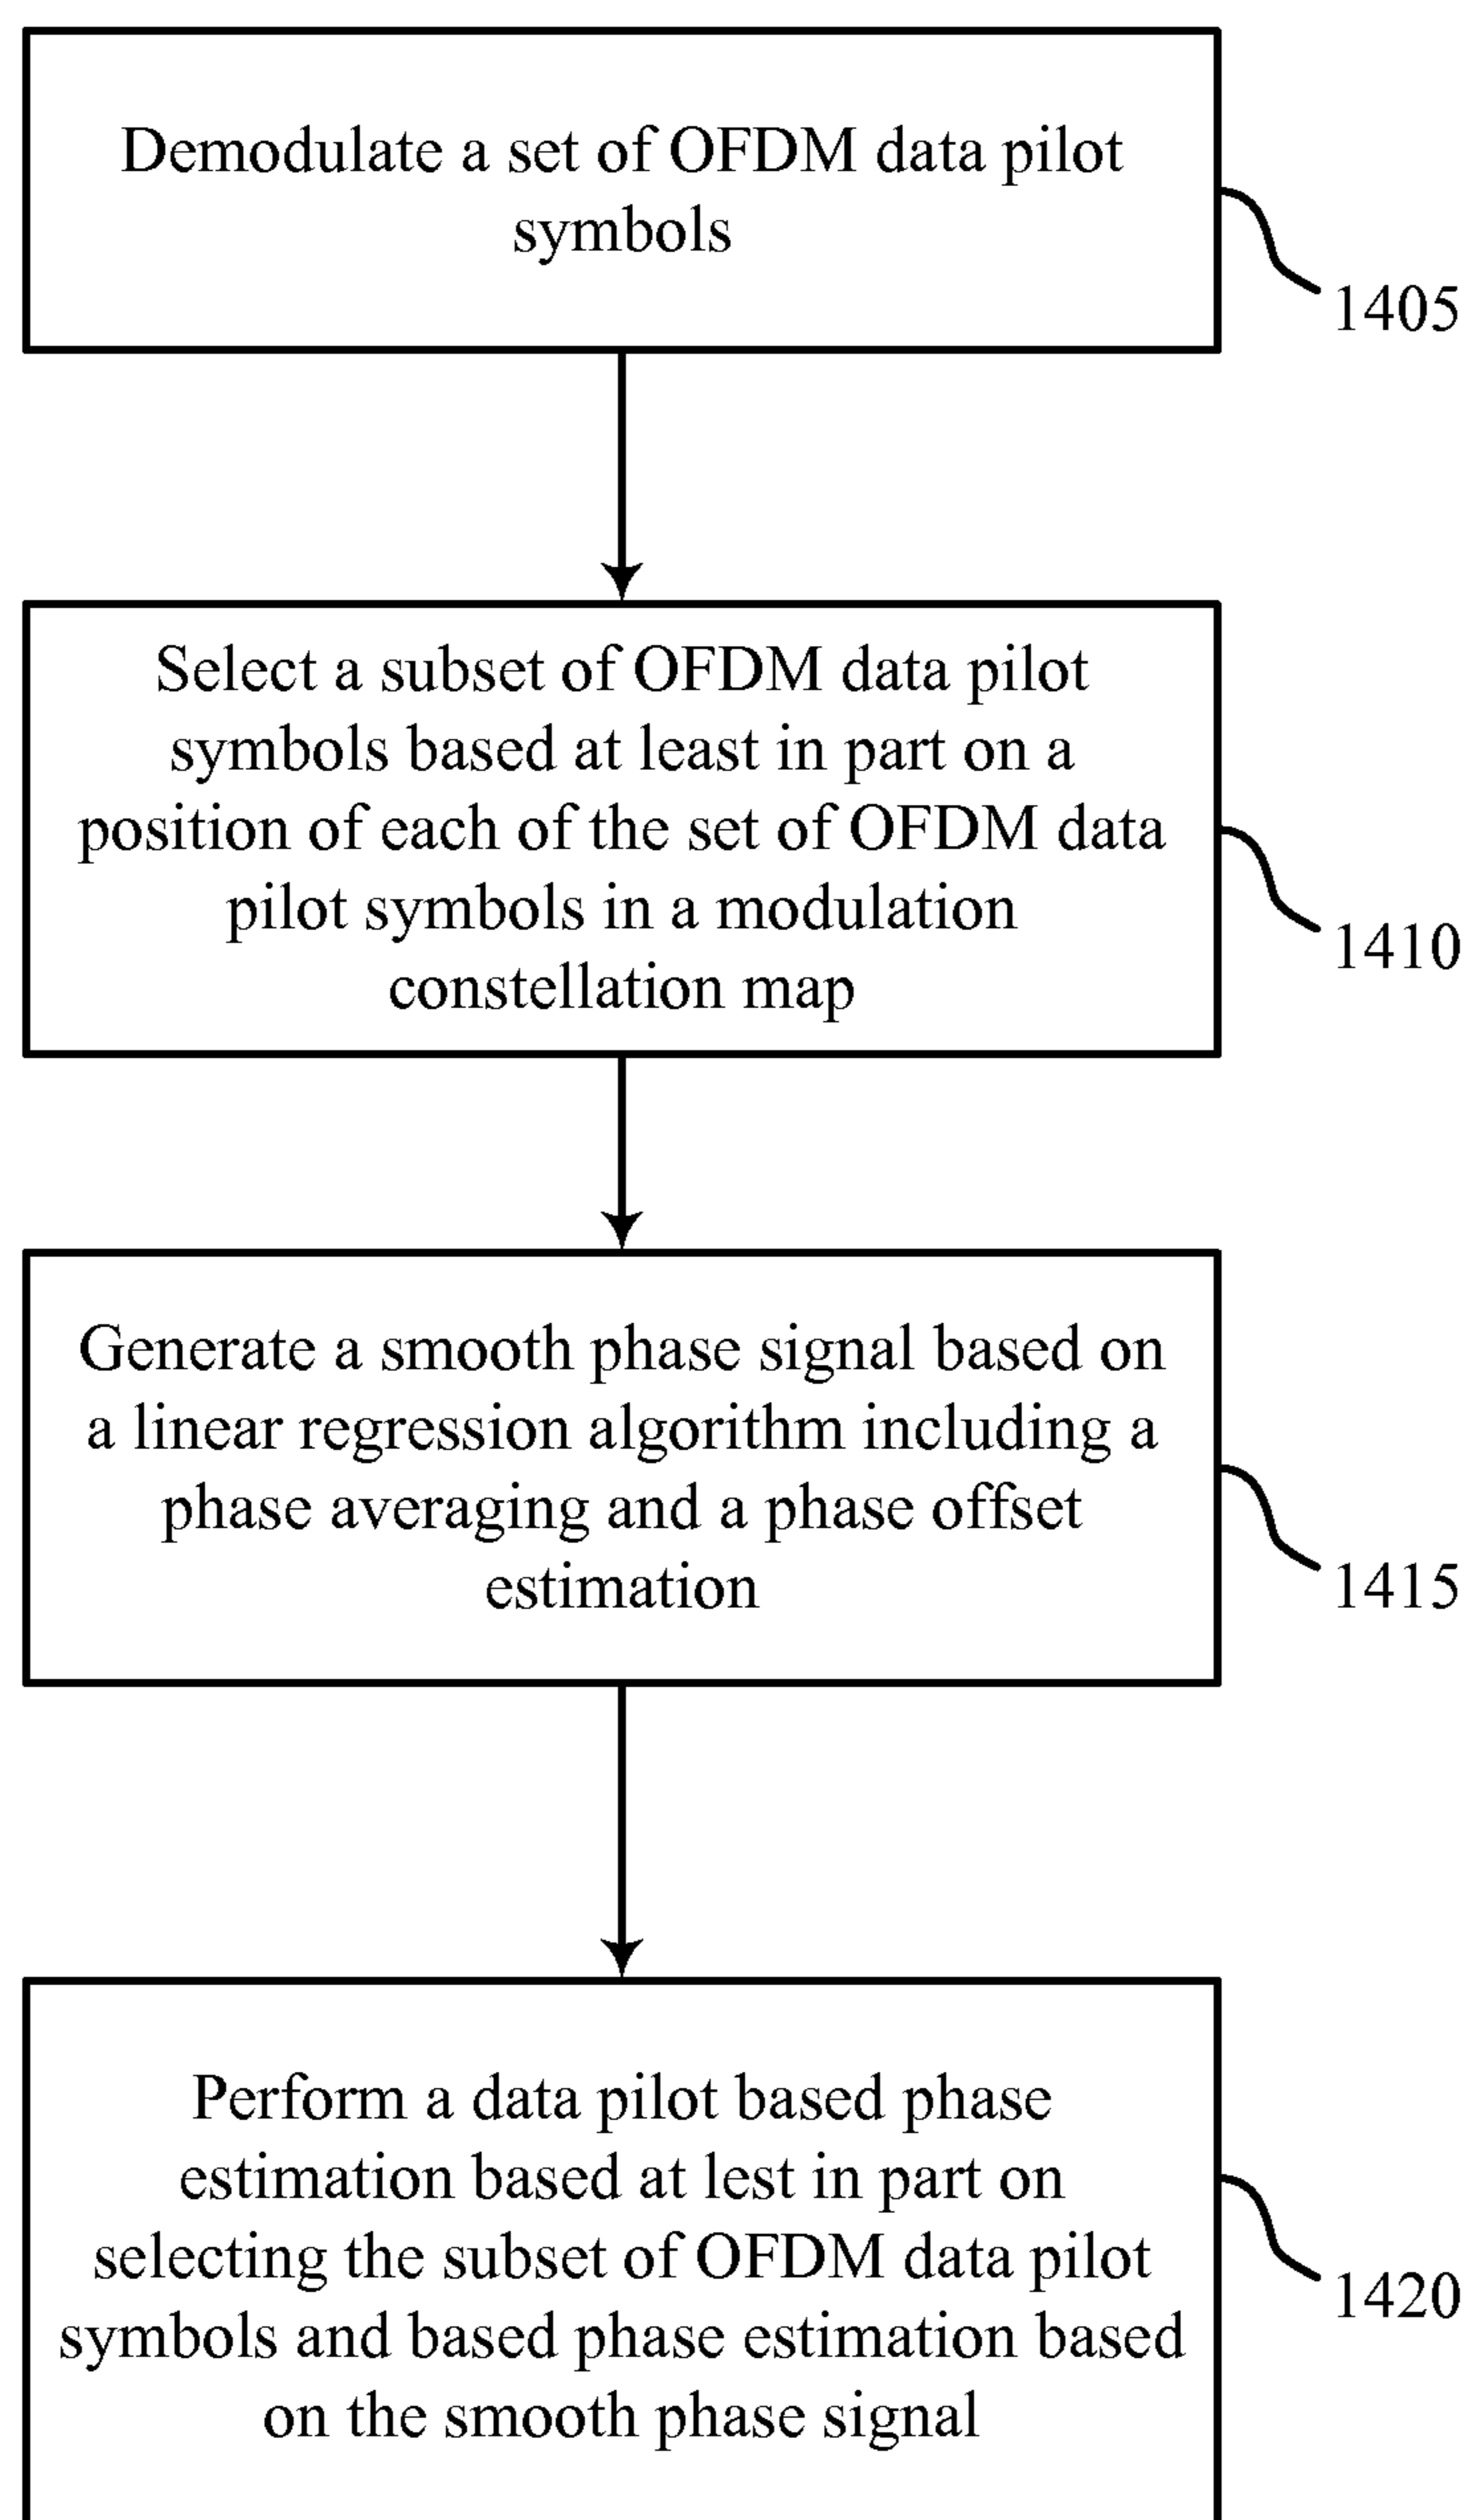 Demodulate a set of OFDM data pilot
symbols
1405
Select a subset of OFDM data pilot
symbols based at least in part on a
position of each of the set of OFDM data
pilot symbols in a modulation
constellation map
1410
Generate a smooth phase signal based on
a linear regression algorithm including a
phase averaging and a phase offset
estimation
1415
Perform a data pilot based phase
estimation based at lest in part on
selecting the subset of OFDM data pilot
symbols and based phase estimation based
on the smooth phase signal
1420